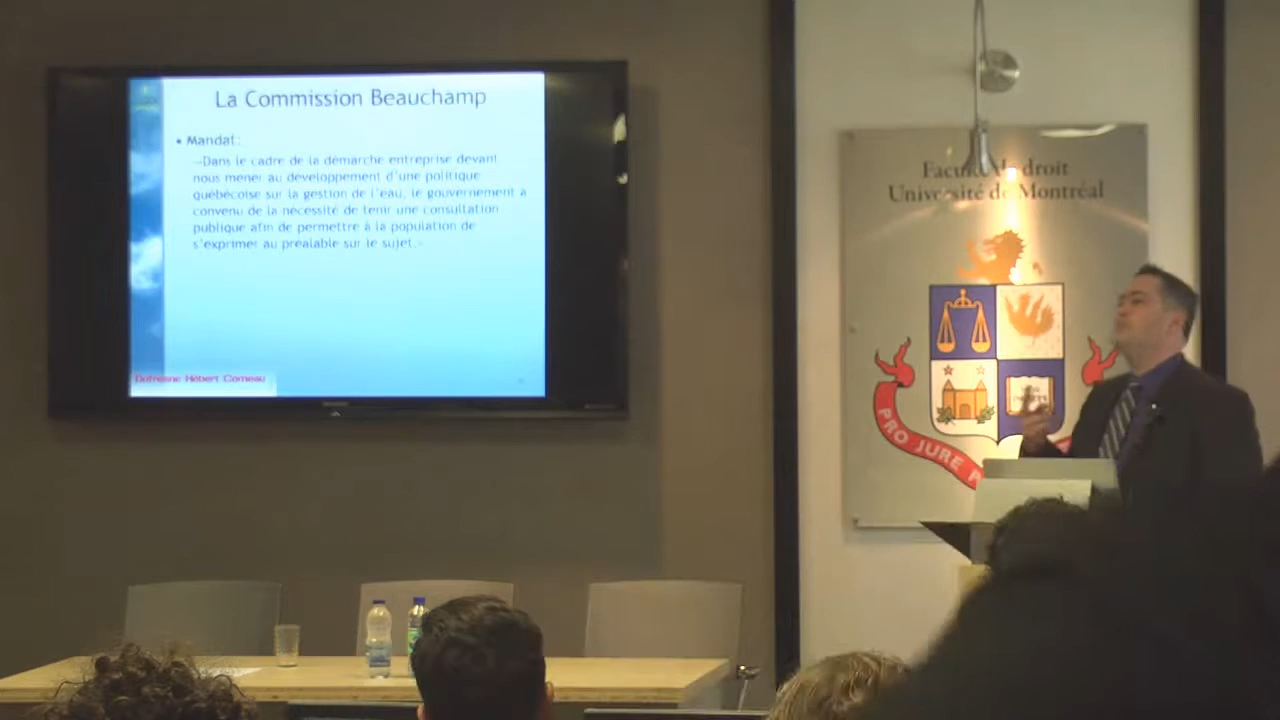 La Commission Beauchamp
• Mandat:
–Dans le cadre de la démarche entreprise devant
nous mener au développement d'une politique
québécoise sur la gestion de l'eau, le gouvernement a
convenu de la nécessité de tenir une consultation
publique afin de permettre à la population de
s'exprimer au préalable sur le sujet.-
Dufresne Hébert Comeau
Faculté de droit
Université de Montréal
PRO JURE